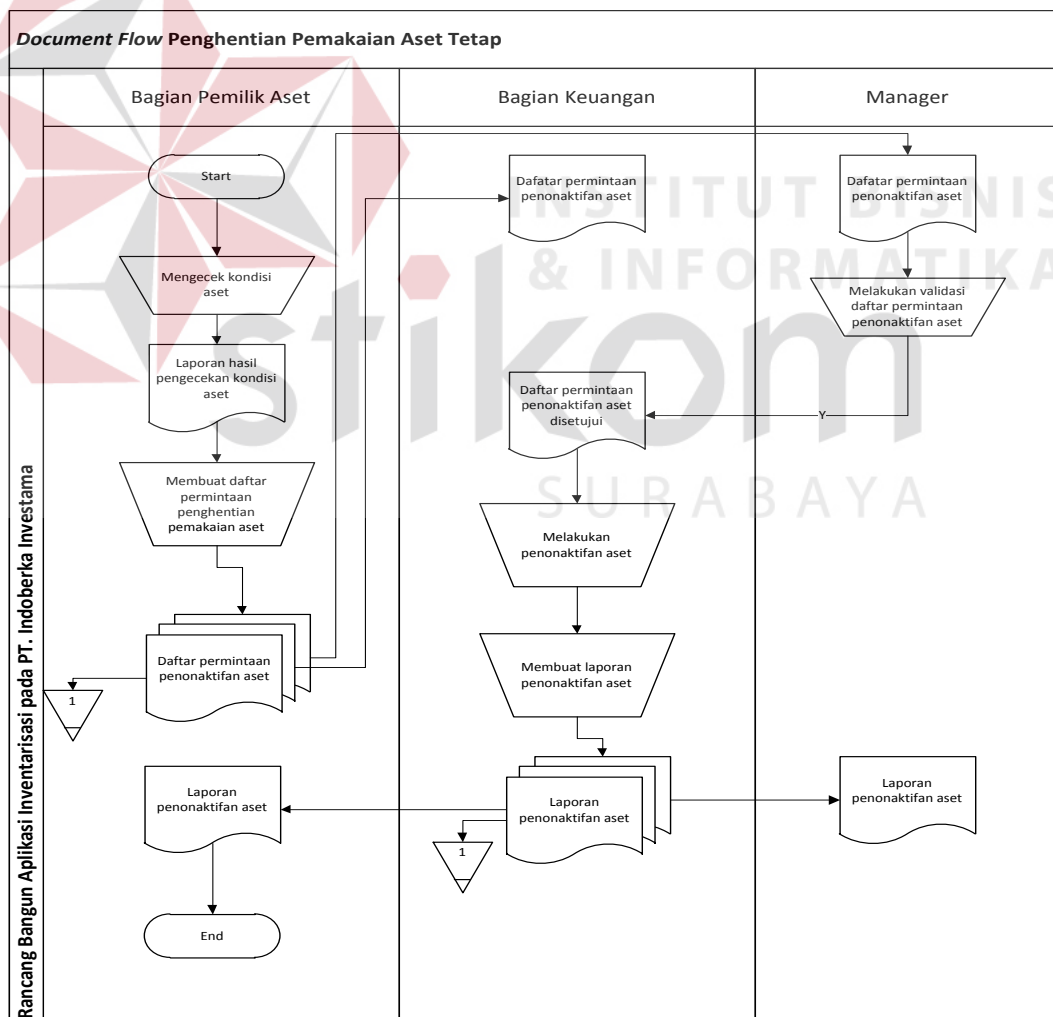 Document Flow Penghentian Pemakaian Aset Tetap
Rancang Bangun Aplikasi Inventarisasi pada PT. Indoberka Investama
Bagian Pemilik Aset
Bagian Keuangan
Manager
Start
Mengecek kondisi
aset
Laporan hasil
pengecekan kondisi
aset
Membuat daftar
permintaan
penghentian
pemakaian aset
Daftar permintaan
penonaktifan aset
1
Laporan
penonaktifan aset
End
Dafatar permintaan
penonaktifan aset
Daftar permintaan
penonaktifan aset
disetujui
Melakukan
penonaktifan aset
Membuat laporan
penonaktifan aset
Laporan
penonaktifan aset
1
Dafatar permintaan
penonaktifan aset
Melakukan validasi
daftar permintaan
penonaktifan aset
Y
Laporan
penonaktifan aset
INSTITUT BISNIS
& INFORMATIKA
stikom
SURABAYA